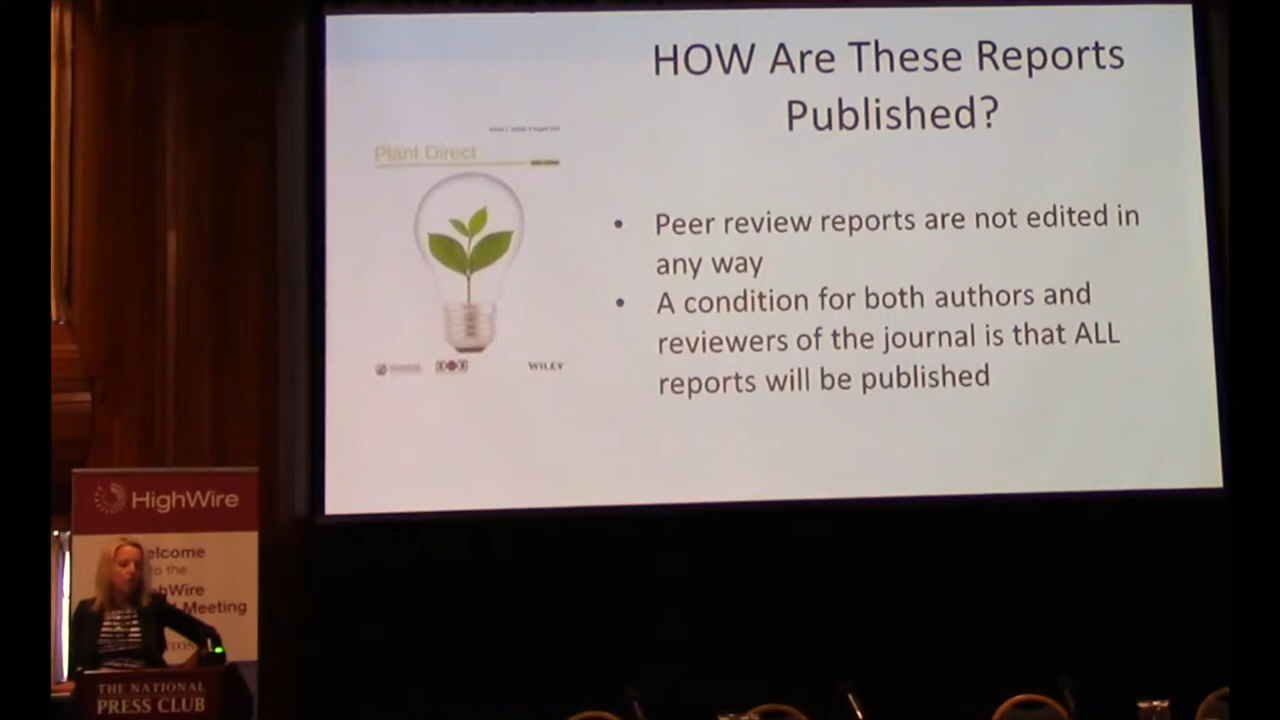 HOW Are These Reports
Published?
Plant Direct
• Peer review reports are not edited in
any way
• A condition for both authors and
reviewers of the journal is that ALL
reports will be published
WILEY
HighWire
elcome
to the
hWire
Meeting
THE NATIONAL
PRESS CLUB